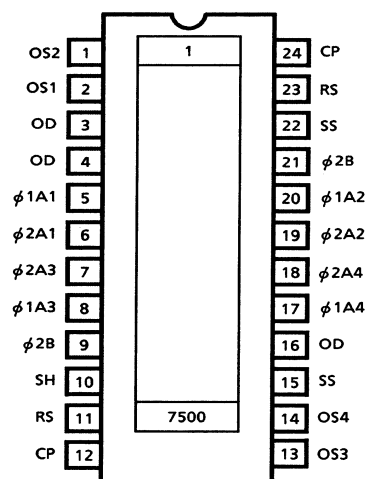 OS2 1 1 24 CP
OS1 2 23 RS
OD 3 22 SS
OD 4 21 ϕ2B
ϕ1A1 5 20 ϕ1A2
ϕ2A1 6 19 ϕ2A2
ϕ2A3 7 18 ϕ2A4
ϕ1A3 8 17 ϕ1A4
ϕ2B 9 16 OD
SH 10 15 SS
RS 11 7500 14 OS4
CP 12 13 OS3